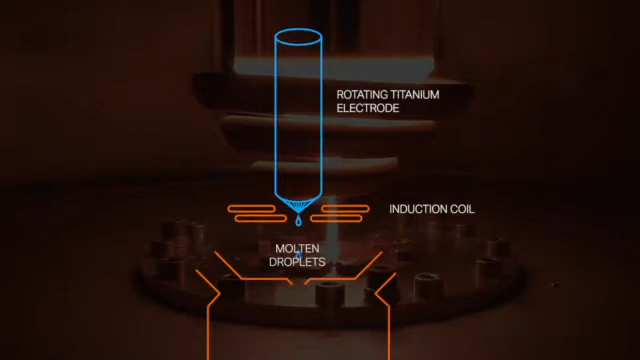 ROTATING TITANIUM
ELECTRODE
INDUCTION COIL
MOLTEN
DROPLETS